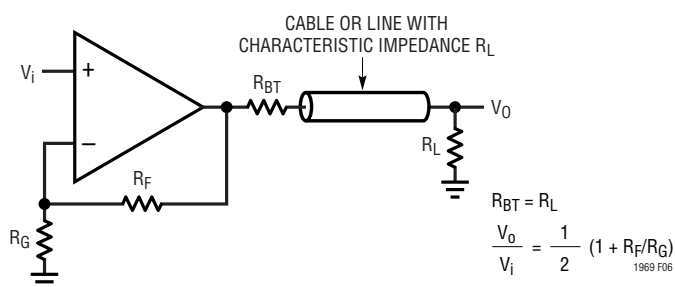 CABLE OR LINE WITH
CHARACTERISTIC IMPEDANCE RL
Vi
+
–
RBT
VO
RL
RF
RG
RBT = RL
Vo
Vi
=
1
2
(1 + RF/RG)
1969 F06